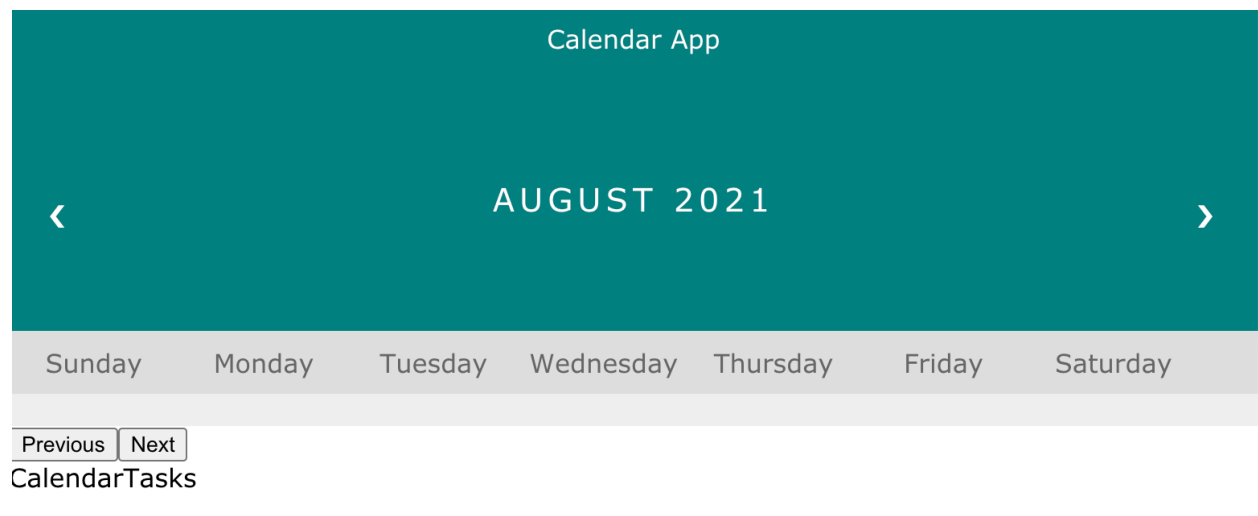 Calendar App
❮ AUGUST 2021 ❯
Sunday Monday Tuesday Wednesday Thursday Friday Saturday
Previous Next
CalendarTasks